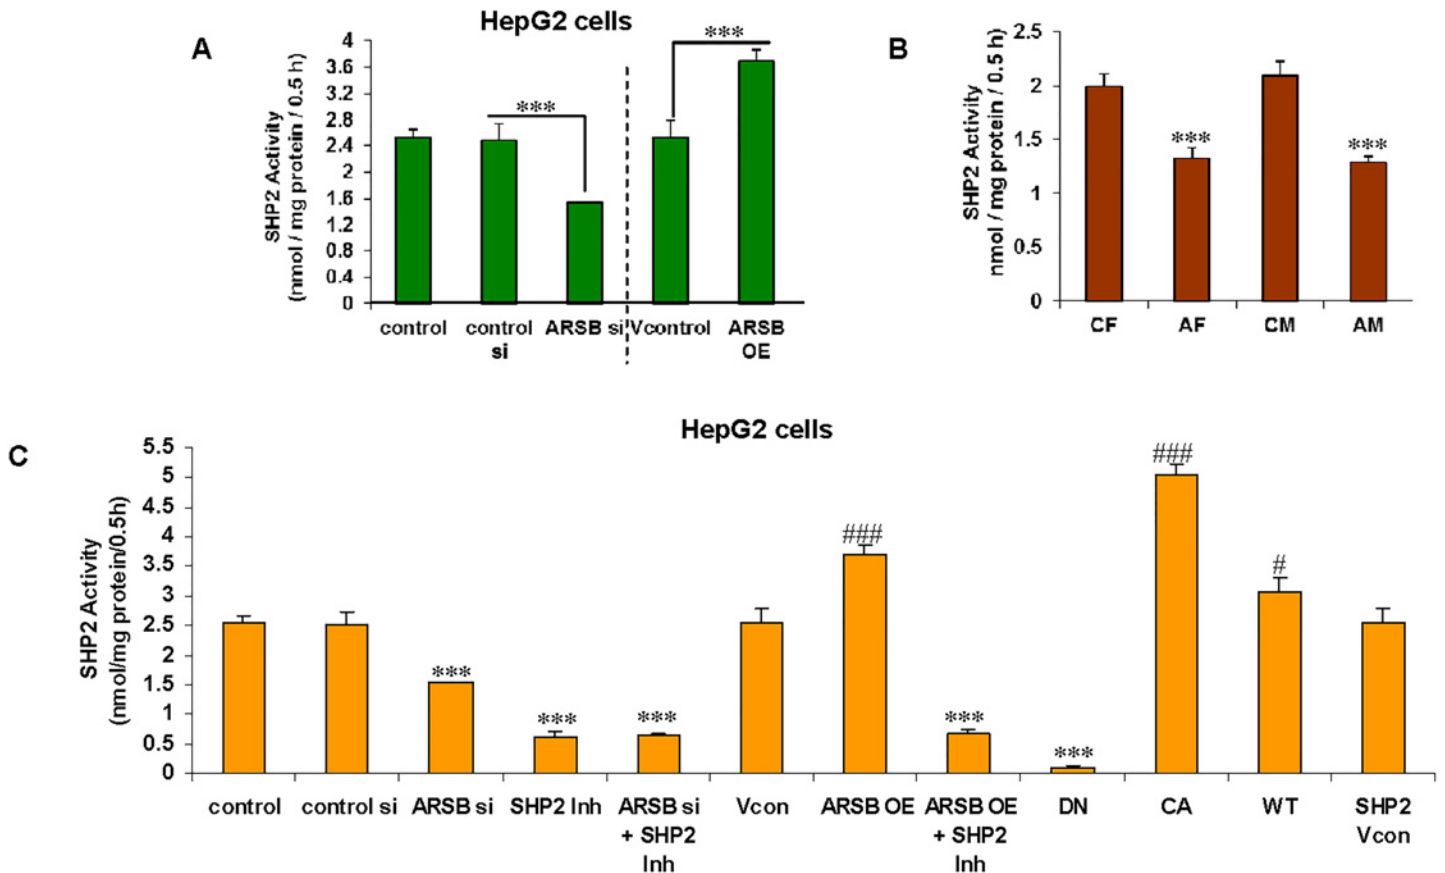 A
HepG2 cells
SHP2 Activity
(nmol / mg protein / 0.5 h)
4
3.6
3.2
2.8
2.4
2
1.6
1.2
0.8
0.4
0
***
***
control
control
si
ARSB si
Vcontrol
ARSB
OE
B
SHP2 Activity
nmol / mg protein / 0.5 h)
2.5
2
1.5
1
0.5
0
***
***
CF
AF
CM
AM
C
HepG2 cells
SHP2 Activity
(nmol/mg protein/0.5h)
5.5
5
4.5
4
3.5
3
2.5
2
1.5
1
0.5
0
***
***
***
###
***
***
###
#
control
control si
ARSB si
SHP2 Inh
ARSB si
+ SHP2
Inh
Vcon
ARSB OE
ARSB OE
+ SHP2
Inh
DN
CA
WT
SHP2
Vcon